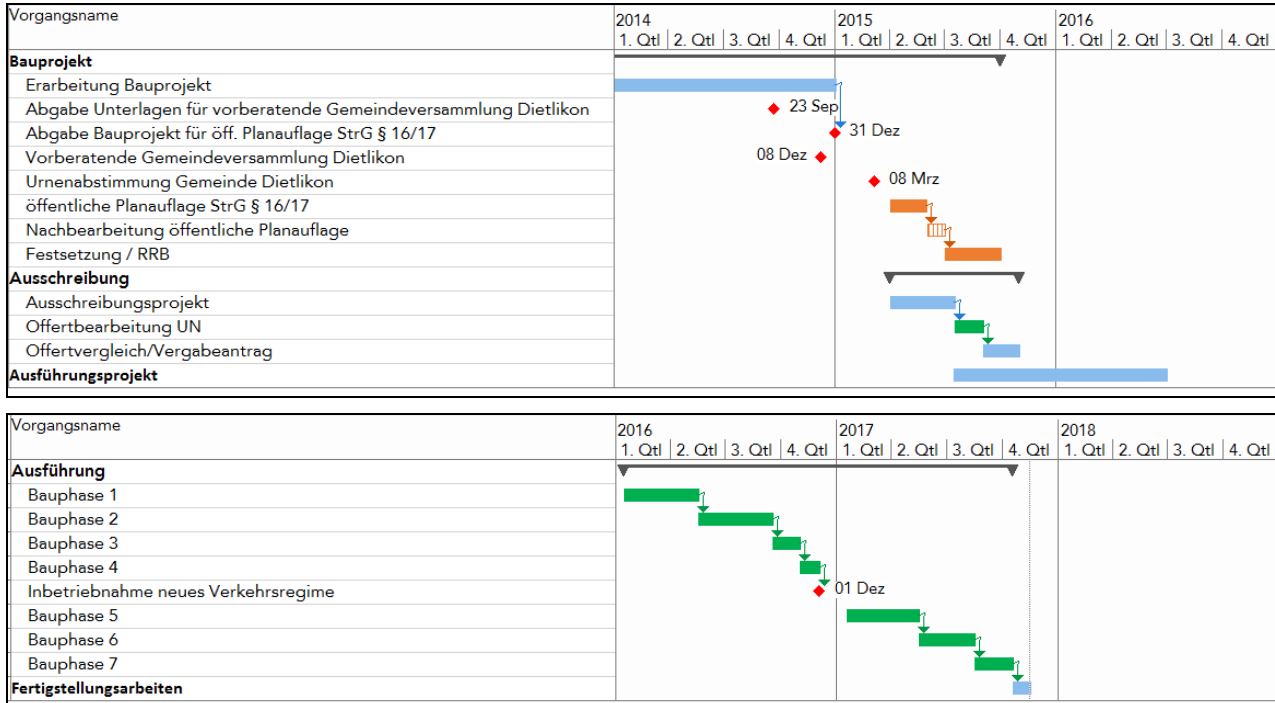 Vorgangsname
2014 2015 2016
1. Qtl 2. Qtl 3. Qtl 4. Qtl 1. Qtl 2. Qtl 3. Qtl 4. Qtl 1. Qtl 2. Qtl 3. Qtl 4. Qtl
Bauprojekt
Erarbeitung Bauprojekt
Abgabe Unterlagen für vorberatende Gemeindeversammlung Dietlikon 23 Sep
Abgabe Bauprojekt für öff. Planauflage StrG § 16/17 31 Dez
Vorberatende Gemeindeversammlung Dietlikon 08 Dez
Urnenabstimmung Gemeinde Dietlikon 08 Mrz
öffentliche Planauflage StrG § 16/17
Nachbearbeitung öffentliche Planauflage
Festsetzung / RRB
Ausschreibung
Ausschreibungsprojekt
Offertbearbeitung UN
Offertvergleich/Vergabeantrag
Ausführungsprojekt
Vorgangsname
2016 2017 2018
1. Qtl 2. Qtl 3. Qtl 4. Qtl 1. Qtl 2. Qtl 3. Qtl 4. Qtl 1. Qtl 2. Qtl 3. Qtl 4. Qtl
Ausführung
Bauphase 1
Bauphase 2
Bauphase 3
Bauphase 4
Inbetriebnahme neues Verkehrsregime 01 Dez
Bauphase 5
Bauphase 6
Bauphase 7
Fertigstellungsarbeiten